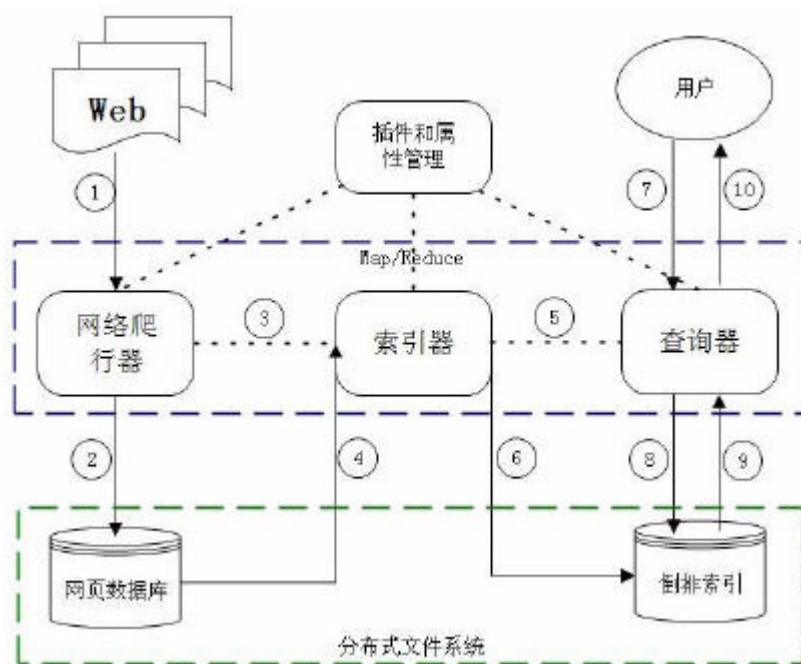 Web
用户
插件和属
性管理
1
7
10
Map/Reduce
网络爬
行器
3
索引器
5
查询器
2
4
6
8
9
网页数据库
倒排索引
分布式文件系统